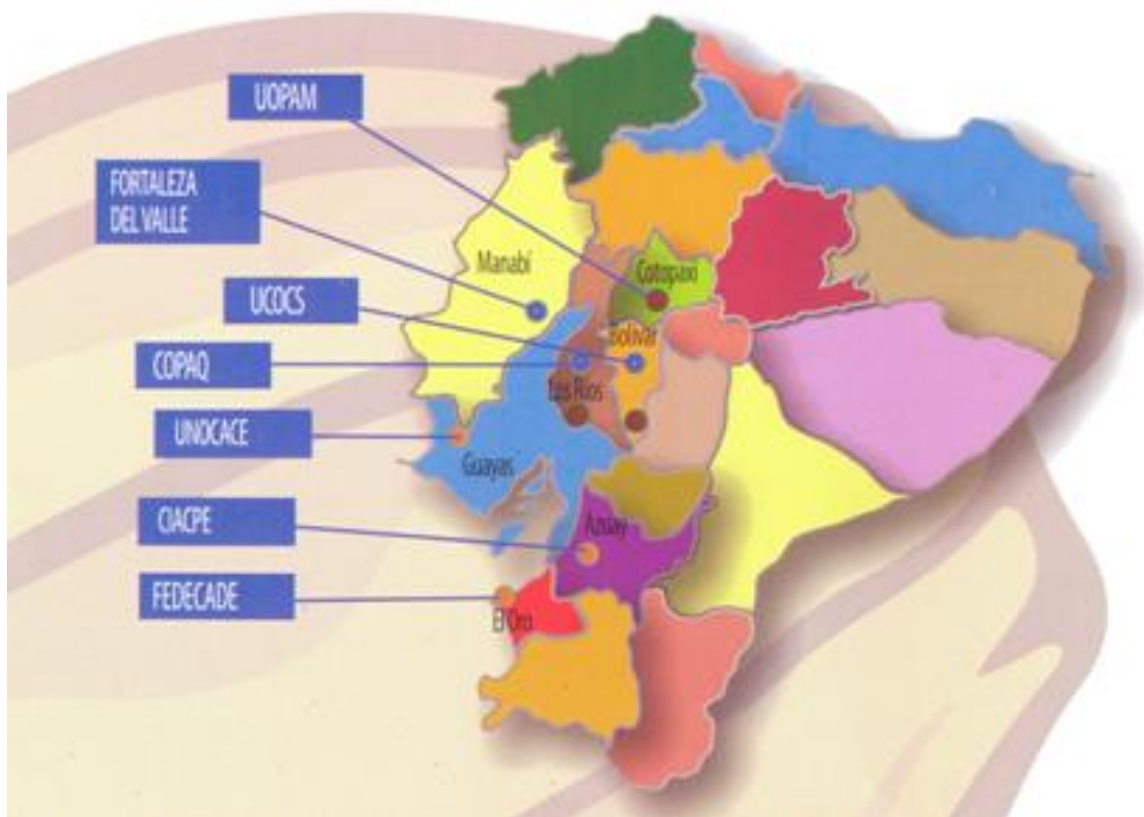 UOPAM
FORTALEZA
DEL VALLE
Manabí
Cotopaxi
UCOCS
Bolívar
COPAQ
Los Ríos
UNOCACE
Guayas
CIACPE
Azuay
FEDECADE
El Oro